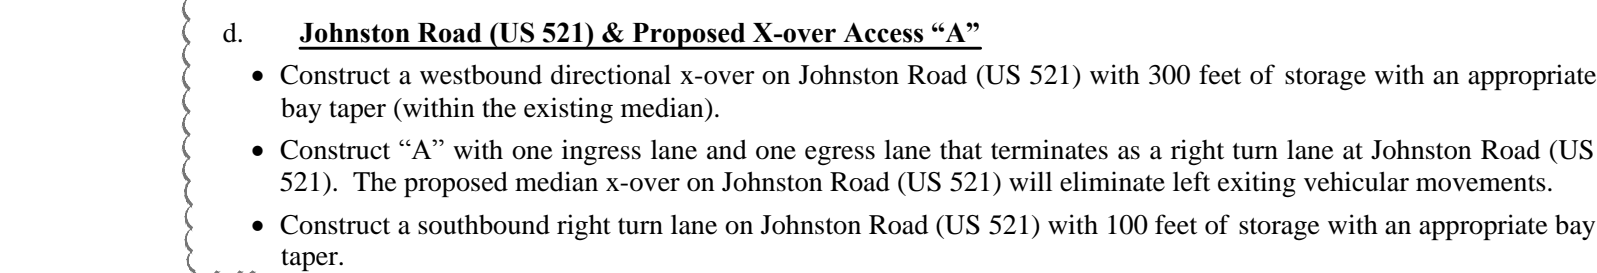 d. Johnston Road (US 521) & Proposed X-over Access “A”
• Construct a westbound directional x-over on Johnston Road (US 521) with 300 feet of storage with an appropriate
bay taper (within the existing median).
• Construct “A” with one ingress lane and one egress lane that terminates as a right turn lane at Johnston Road (US
521). The proposed median x-over on Johnston Road (US 521) will eliminate left exiting vehicular movements.
• Construct a southbound right turn lane on Johnston Road (US 521) with 100 feet of storage with an appropriate bay
taper.